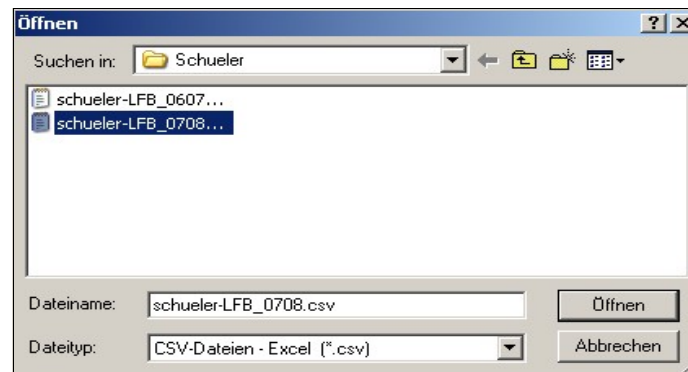 Öffnen
Suchen in: Schueler
schueler-LFB_0607...
schueler-LFB_0708...
Dateiname: schueler-LFB_0708.csv Öffnen
Dateityp: CSV-Dateien - Excel (*.csv) Abbrechen